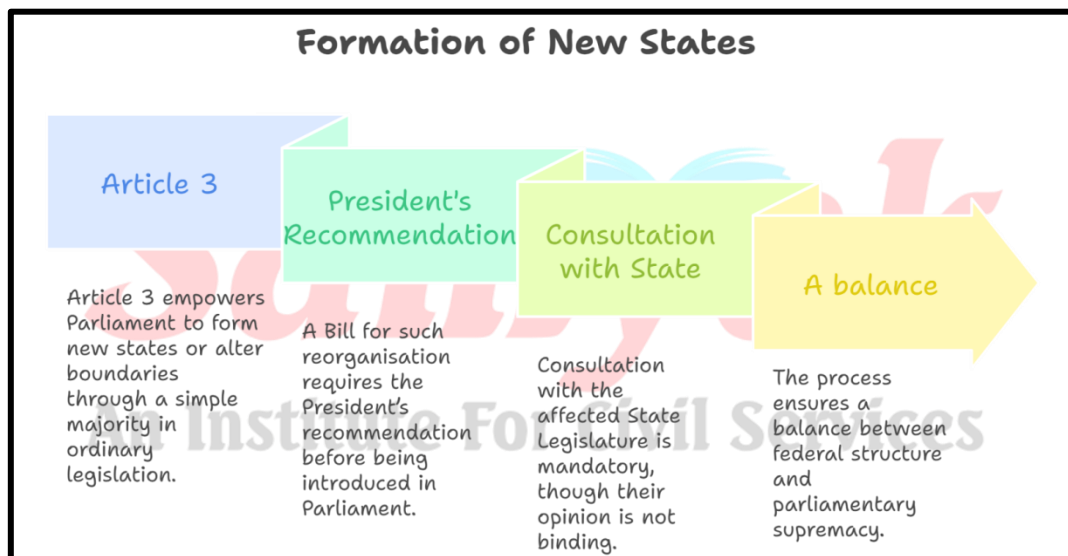 Formation of New States
Article 3
Article 3 empowers
Parliament to form
new states or alter
boundaries
through a simple
majority in
ordinary
legislation.
President's
Recommendation
A Bill for such
reorganisation
requires the
President's
recommendation
before being
introduced in
Parliament.
Consultation
with State
Consultation
with the
affected State
Legislature is
mandatory,
though their
opinion is not
binding.
A balance
The process
ensures a
balance between
federal structure
and
parliamentary
supremacy.
An Institute For Civil Services